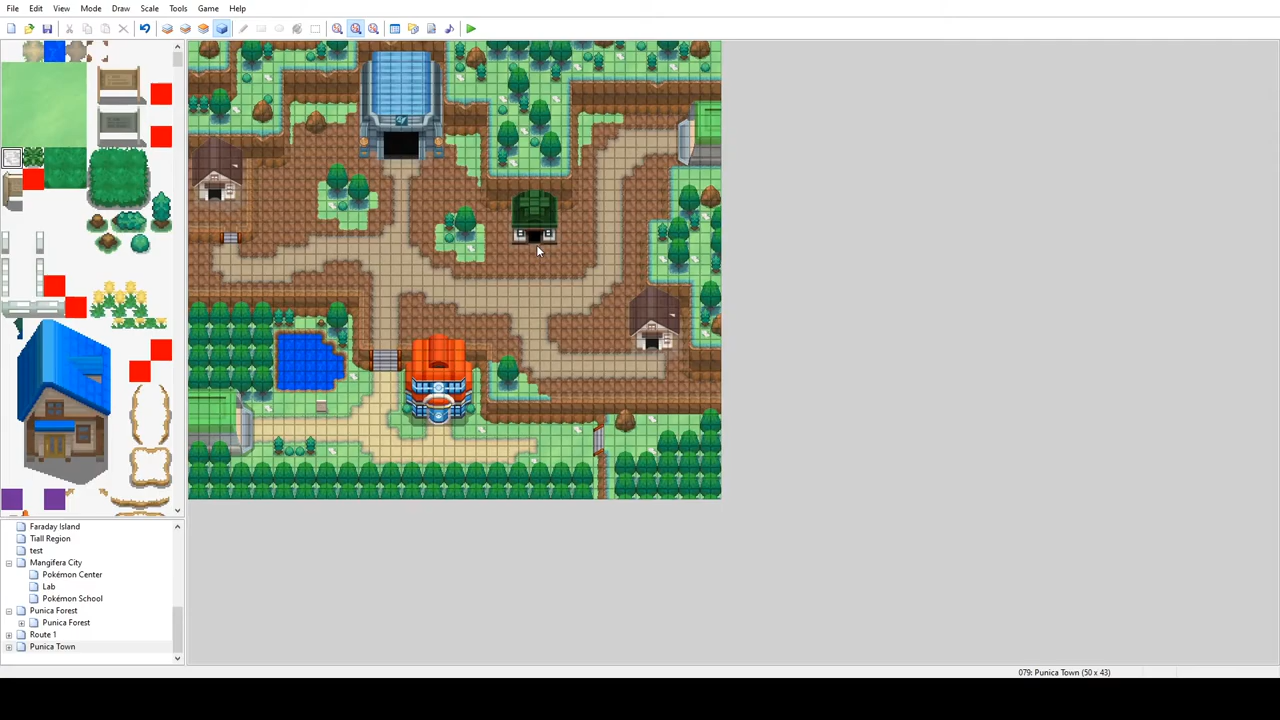 File Edit View Mode Draw Scale Tools Game Help
Faraday Island
Tiall Region
test
Mangifera City
Pokémon Center
Lab
Pokémon School
Punica Forest
Punica Forest
Route 1
Punica Town
079: Punica Town (50 x 43)